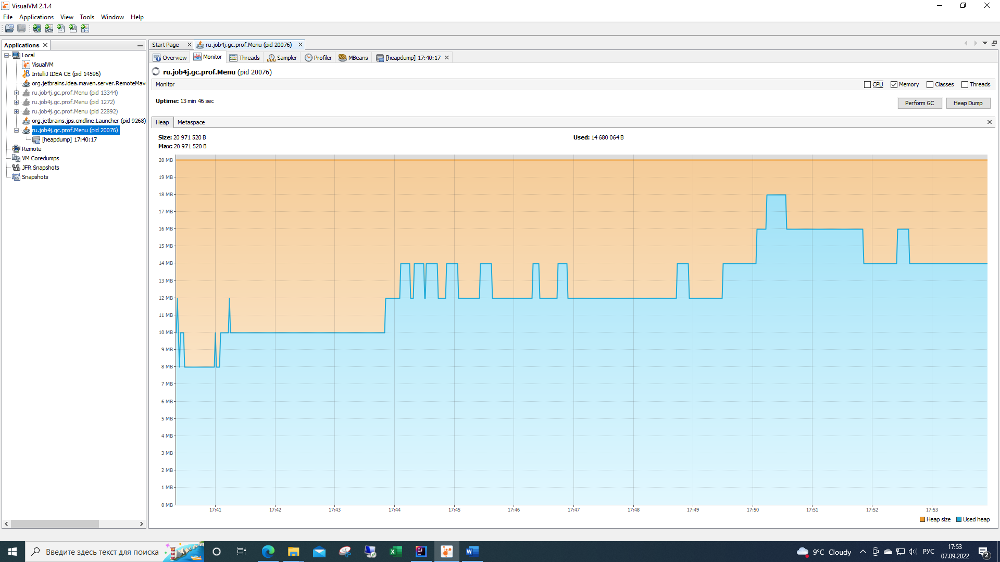 VisualVM 2.1.4
File Applications View Tools Window Help
Applications
Local
VisualVM
IntelliJ IDEA CE (pid 14596)
org.jetbrains.idea.maven.server.RemoteMav
ru.job4j.gc.prof.Menu (pid 13344)
ru.job4j.gc.prof.Menu (pid 1272)
ru.job4j.gc.prof.Menu (pid 22892)
org.jetbrains.jps.cmdline.Launcher (pid 9268)
ru.job4j.gc.prof.Menu (pid 20076)
[heapdump] 17:40:17
Remote
VM Coredumps
JFR Snapshots
Snapshots
Start Page ru.job4j.gc.prof.Menu (pid 20076)
Overview Monitor Threads Sampler Profiler MBeans [heapdump] 17:40:17
ru.job4j.gc.prof.Menu (pid 20076)
Monitor CPU Memory Classes Threads
Uptime: 13 min 46 sec
Perform GC Heap Dump
Heap Metaspace
Size: 20 971 520 B Used: 14 680 064 B
Max: 20 971 520 B
20 MB
19 MB
18 MB
17 MB
16 MB
15 MB
14 MB
13 MB
12 MB
11 MB
10 MB
9 MB
8 MB
7 MB
6 MB
5 MB
4 MB
3 MB
2 MB
1 MB
0 MB
17:41 17:42 17:43 17:44 17:45 17:46 17:47 17:48 17:49 17:50 17:51 17:52 17:53
Heap size Used heap
Введите здесь текст для поиска
9°C Cloudy
РУС
17:53
07.09.2022
2